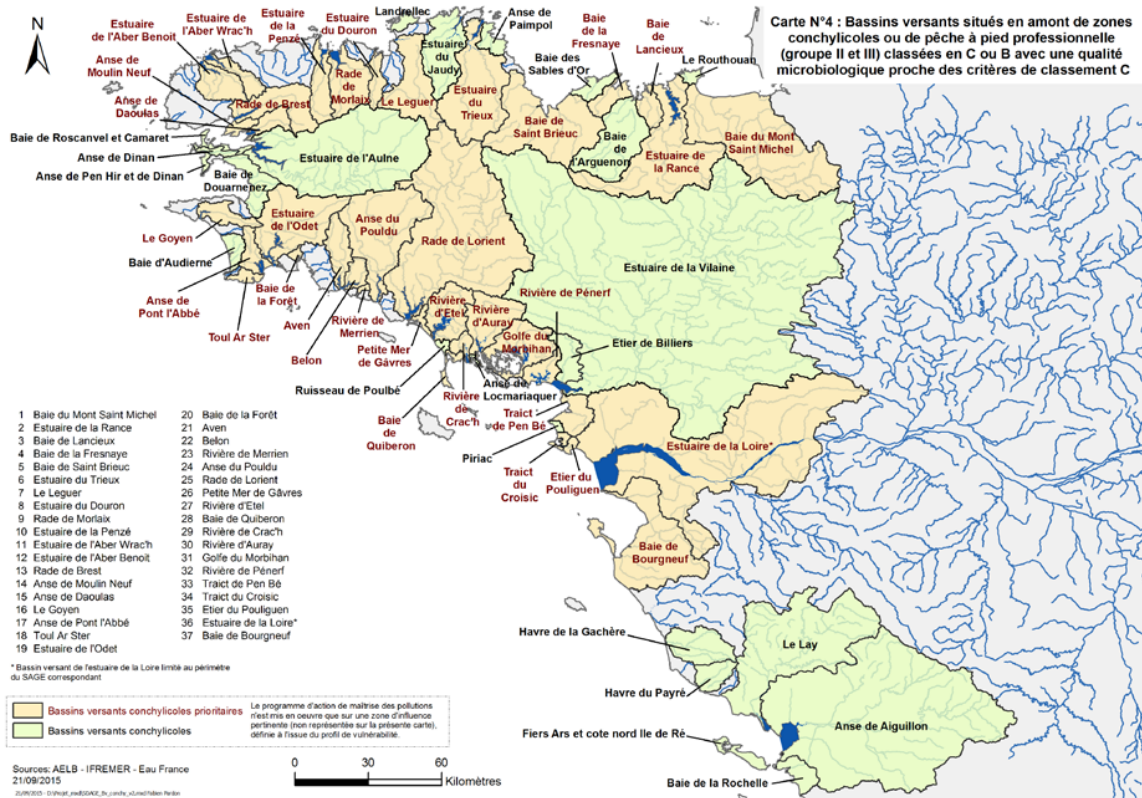 Carte N°4 : Bassins versants situés en amont de zones
conchylicoles ou de pêche à pied professionnelle
(groupe II et III) classées en C ou B avec une qualité
microbiologique proche des critères de classement C
N
Estuaire
de l'Aber Benoit
Estuaire de
l'Aber Wrac'h
Estuaire
de la
Penzé
Estuaire
du Douron
Landrellec
Anse de
Paimpol
Baie de
la Fresnaye
Baie
de
Lancieux
Le Routhouan
Baie des
Sables d'Or
Estuaire
du
Jaudy
Anse de
Moulin Neuf
Rade
de
Morlaix
Le Leguer
Estuaire
du
Trieux
Anse de
Daoulas
Rade de Brest
Baie de
Saint Brieuc
Baie
de
l'Arguenon
Baie du Mont
Saint Michel
Baie de Roscanvel et Camaret
Anse de Dinan
Anse de Pen Hir et de Dinan
Estuaire de l'Aulne
Estuaire de
la Rance
Baie de
Douarnenez
Estuaire
de l'Odet
Anse du
Pouldu
Le Goyen
Rade de Lorient
Baie d'Audierne
Estuaire de la Vilaine
Anse de
Pont l'Abbé
Baie de
la Forêt
Toul Ar Ster
Aven
Belon
Rivière de
Merrien
Petite Mer
de Gâvres
Rivière
d'Etel
Rivière
d'Auray
Rivière de Pénerf
Golfe du
Morbihan
Etier de Billiers
Ruisseau de Poulbé
Anse de
Locmariaquer
Baie
de
Quiberon
Rivière
de
Crac'h
Traict
de Pen Bé
Piriac
Traict
du
Croisic
Etier du
Pouliguen
Estuaire de la Loire*
Baie de
Bourgneuf
Havre de la Gachère
Le Lay
Havre du Payré
Anse de Aiguillon
Fiers Ars et cote nord Ile de Ré
Baie de la Rochelle
1 Baie du Mont Saint Michel
2 Estuaire de la Rance
3 Baie de Lancieux
4 Baie de la Fresnaye
5 Baie de Saint Brieuc
6 Estuaire du Trieux
7 Le Leguer
8 Estuaire du Douron
9 Rade de Morlaix
10 Estuaire de la Penzé
11 Estuaire de l'Aber Wrac'h
12 Estuaire de l'Aber Benoit
13 Rade de Brest
14 Anse de Moulin Neuf
15 Anse de Daoulas
16 Le Goyen
17 Anse de Pont l'Abbé
18 Toul Ar Ster
19 Estuaire de l'Odet
20 Baie de la Forêt
21 Aven
22 Belon
23 Rivière de Merrien
24 Anse du Pouldu
25 Rade de Lorient
26 Petite Mer de Gâvres
27 Rivière d'Etel
28 Baie de Quiberon
29 Rivière de Crac'h
30 Rivière d'Auray
31 Golfe du Morbihan
32 Rivière de Pénerf
33 Traict de Pen Bé
34 Traict du Croisic
35 Etier du Pouliguen
36 Estuaire de la Loire*
37 Baie de Bourgneuf
* Bassin versant de l'estuaire de la Loire limité au périmètre
du SAGE correspondant
Bassins versants conchylicoles prioritaires
Bassins versants conchylicoles
Le programme d'action de maîtrise des pollutions
n'est mis en oeuvre que sur une zone d'influence
pertinente (non représentée sur la présente carte),
définie à l'issue du profil de vulnérabilité.
Sources: AELB - IFREMER - Eau France
21/09/2015
0 30 60
Kilomètres